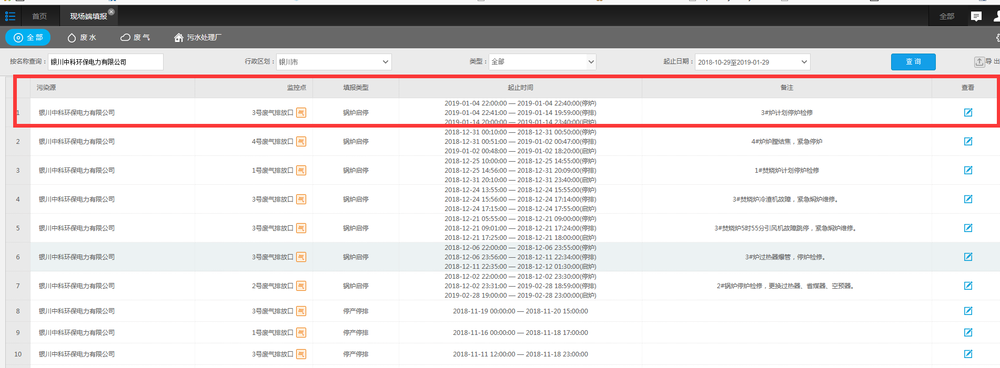 首页
现场端填报
全部
全 部
废 水
废 气
污水处理厂
按名称查询：
银川中科环保电力有限公司
行政区划：
银川市
类型：
全部
起止日期：
2018-10-29至2019-01-29
查 询
导 出
污染源 监控点 填报类型 起止时间 备注 查看
2019-01-04 22:00:00 — 2019-01-04 22:40:00(停炉)
1 银川中科环保电力有限公司 3号废气排放口 气 锅炉启停 2019-01-04 22:41:00 — 2019-01-14 19:59:00(停排) 3#炉计划停炉检修
2019-01-14 20:00:00 — 2019-01-14 23:40:00(启炉)
2018-12-31 00:10:00 — 2018-12-31 00:50:00(停炉)
2 银川中科环保电力有限公司 4号废气排放口 气 锅炉启停 2018-12-31 00:51:00 — 2019-01-02 00:47:00(停排) 4#炉炉膛结焦，紧急停炉
2019-01-02 00:48:00 — 2019-01-02 18:20:00(启炉)
2018-12-25 10:00:00 — 2018-12-25 14:55:00(停炉)
3 银川中科环保电力有限公司 1号废气排放口 气 锅炉启停 2018-12-25 14:56:00 — 2018-12-31 20:09:00(停排) 1#焚烧炉计划停炉检修
2018-12-31 20:10:00 — 2018-12-31 23:40:00(启炉)
2018-12-24 13:55:00 — 2018-12-24 15:55:00(停炉)
4 银川中科环保电力有限公司 3号废气排放口 气 锅炉启停 2018-12-24 15:56:00 — 2018-12-24 17:14:00(停排) 3#焚烧炉冷渣机故障，紧急焖炉维修。
2018-12-24 17:15:00 — 2018-12-24 17:55:00(启炉)
2018-12-21 05:55:00 — 2018-12-21 09:00:00(停炉)
5 银川中科环保电力有限公司 3号废气排放口 气 锅炉启停 2018-12-21 09:01:00 — 2018-12-21 17:24:00(停排) 3#焚烧炉5时55分引风机故障跳停，紧急焖炉维修。
2018-12-21 17:25:00 — 2018-12-21 18:00:00(启炉)
2018-12-06 22:00:00 — 2018-12-06 23:55:00(停炉)
6 银川中科环保电力有限公司 3号废气排放口 气 锅炉启停 2018-12-06 23:56:00 — 2018-12-11 22:34:00(停排) 3#炉过热器爆管，停炉检修。
2018-12-11 22:35:00 — 2018-12-12 01:30:00(启炉)
2018-12-02 22:00:00 — 2018-12-02 23:30:00(停炉)
7 银川中科环保电力有限公司 2号废气排放口 气 锅炉启停 2018-12-02 23:31:00 — 2019-02-28 18:59:00(停排) 2#锅炉停炉检修，更换过热器、省煤器、空预器。
2019-02-28 19:00:00 — 2019-02-28 23:00:00(启炉)
8 银川中科环保电力有限公司 3号废气排放口 气 停产停排 2018-11-19 00:00:00 — 2018-11-20 15:00:00
9 银川中科环保电力有限公司 1号废气排放口 气 停产停排 2018-11-16 00:00:00 — 2018-11-18 17:00:00
10 银川中科环保电力有限公司 3号废气排放口 气 停产停排 2018-11-11 12:00:00 — 2018-11-18 23:00:00